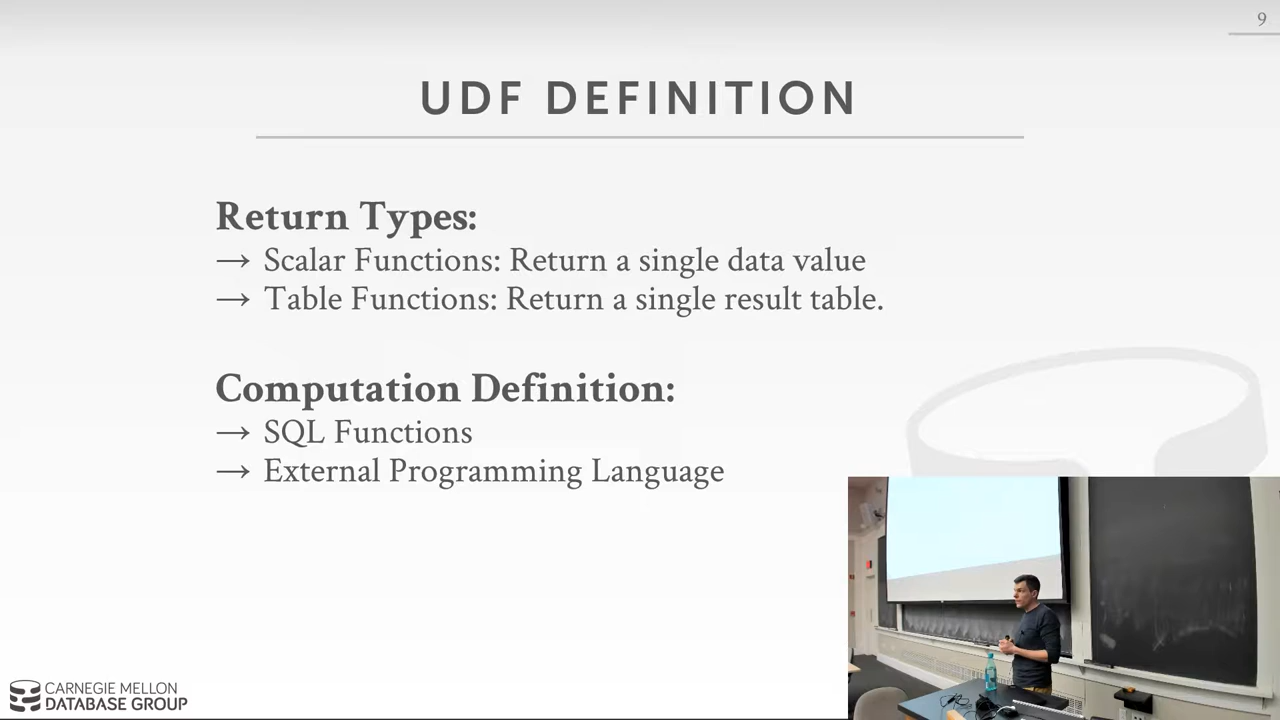 9
UDF DEFINITION
Return Types:
→ Scalar Functions: Return a single data value
→ Table Functions: Return a single result table.
Computation Definition:
→ SQL Functions
→ External Programming Language
CARNEGIE MELLON
DATABASE GROUP